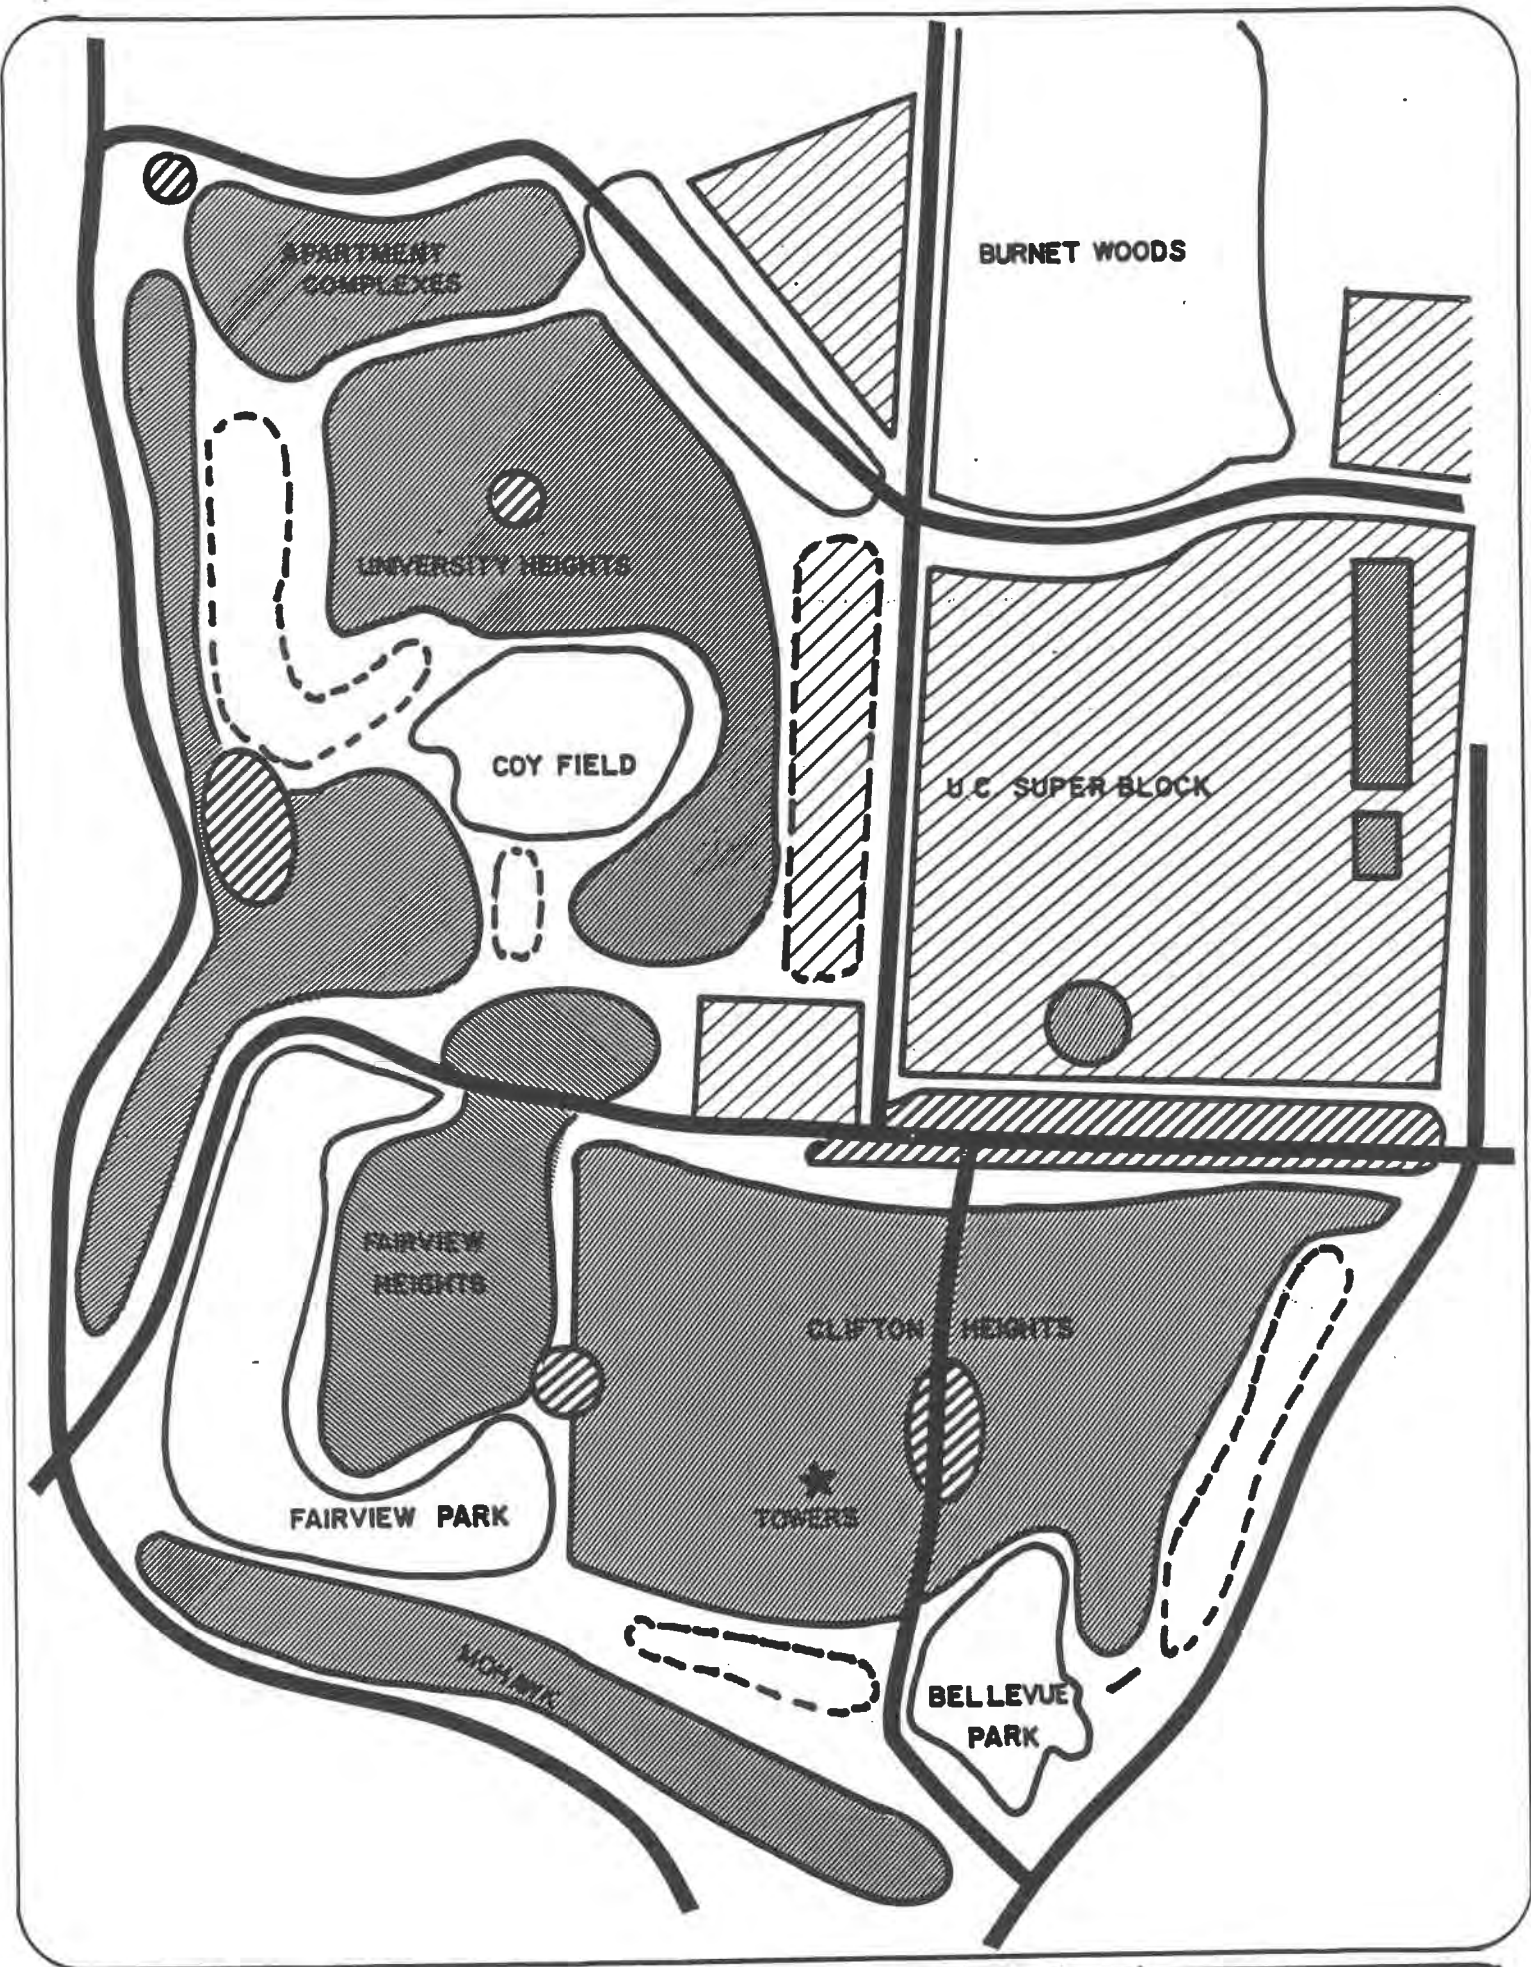 APARTMENT
COMPLEXES
BURNET WOODS
UNIVERSITY HEIGHTS
COY FIELD
U.C. SUPER BLOCK
FAIRVIEW
HEIGHTS
CLIFTON HEIGHTS
TOWERS
FAIRVIEW PARK
MOHAWK
BELLEVUE
PARK